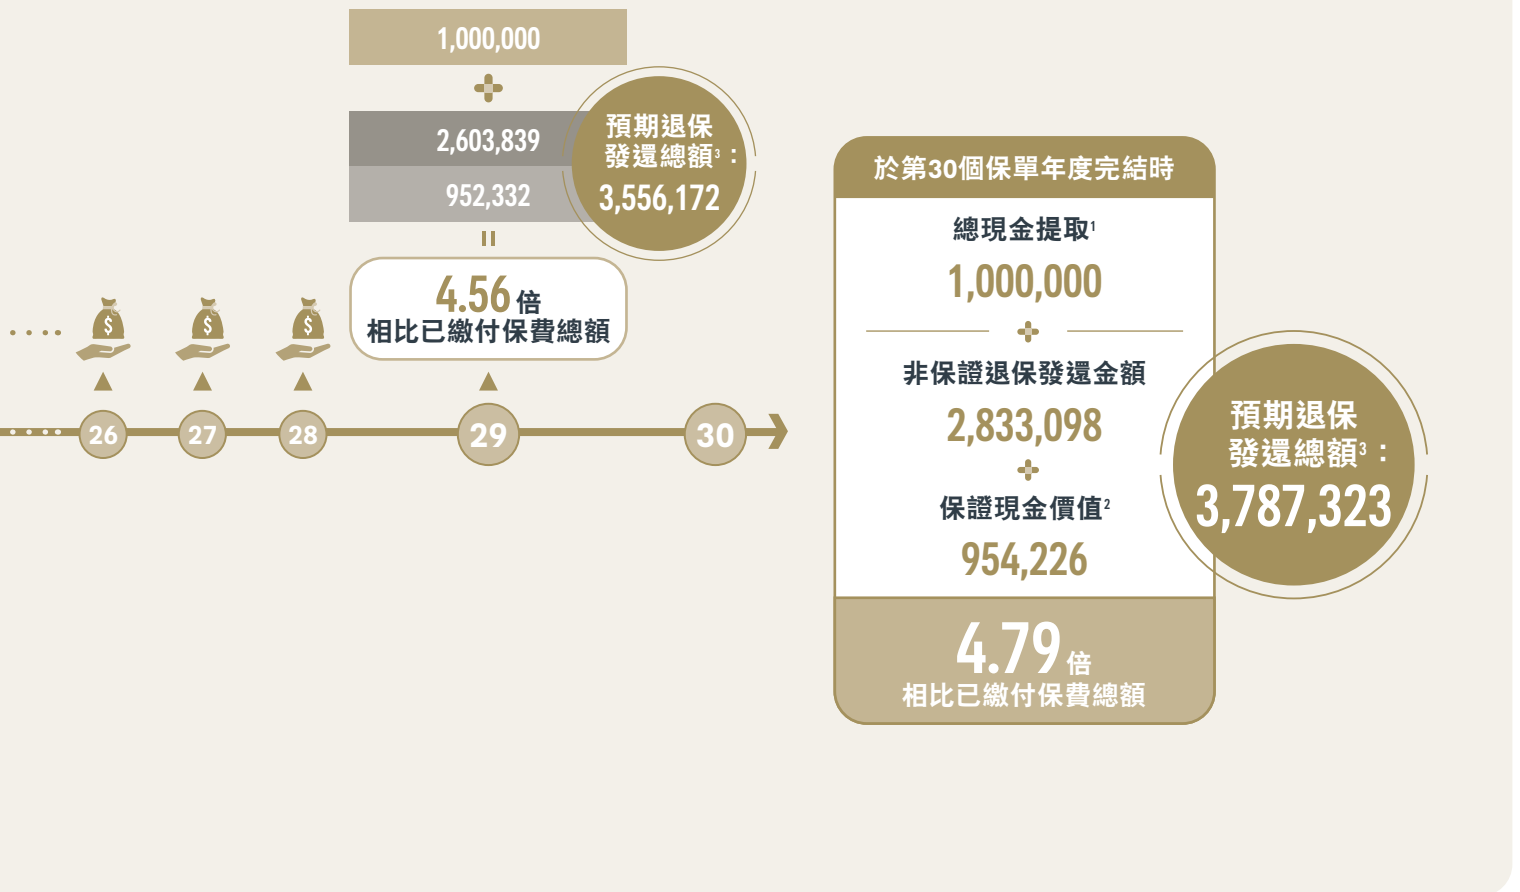 1,000,000
2,603,839
952,332
預期退保
發還總額3：
3,556,172
4.56倍
相比已繳付保費總額
$ $ $
26 27 28 29 30
於第30個保單年度完結時
總現金提取1
1,000,000
非保證退保發還金額
2,833,098
保證現金價值2
954,226
預期退保
發還總額3：
3,787,323
4.79倍
相比已繳付保費總額